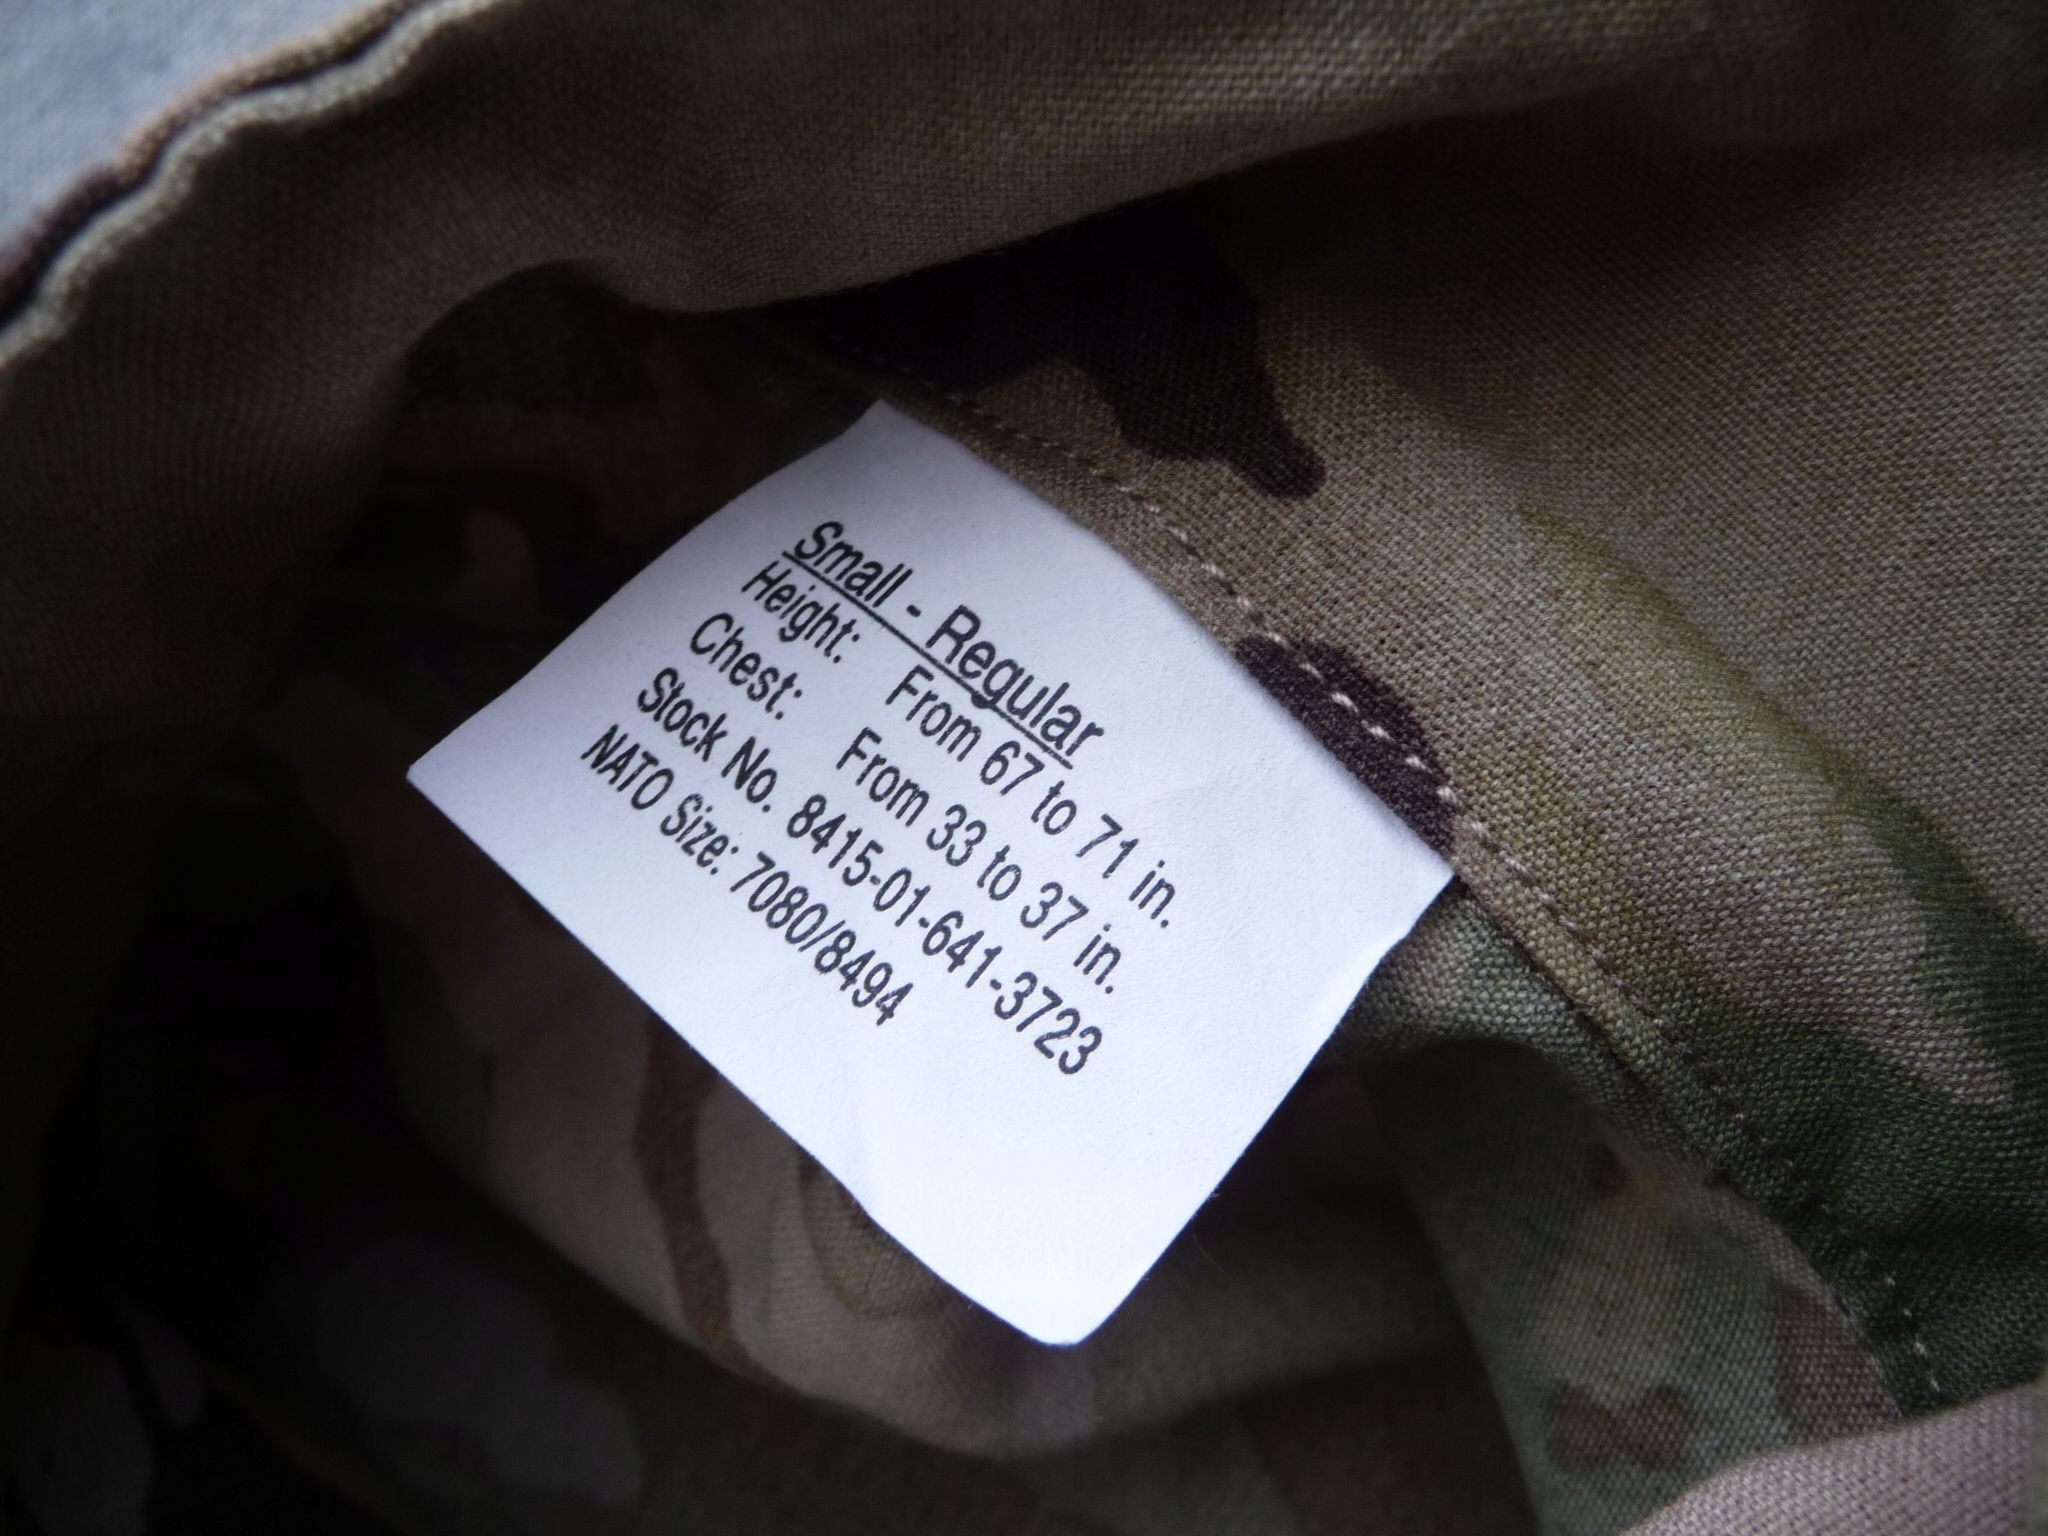 Small - Regular
Height: From 67 to 71 in.
Chest: From 33 to 37 in.
Stock No. 8415-01-641-3723
NATO Size: 7080/8494